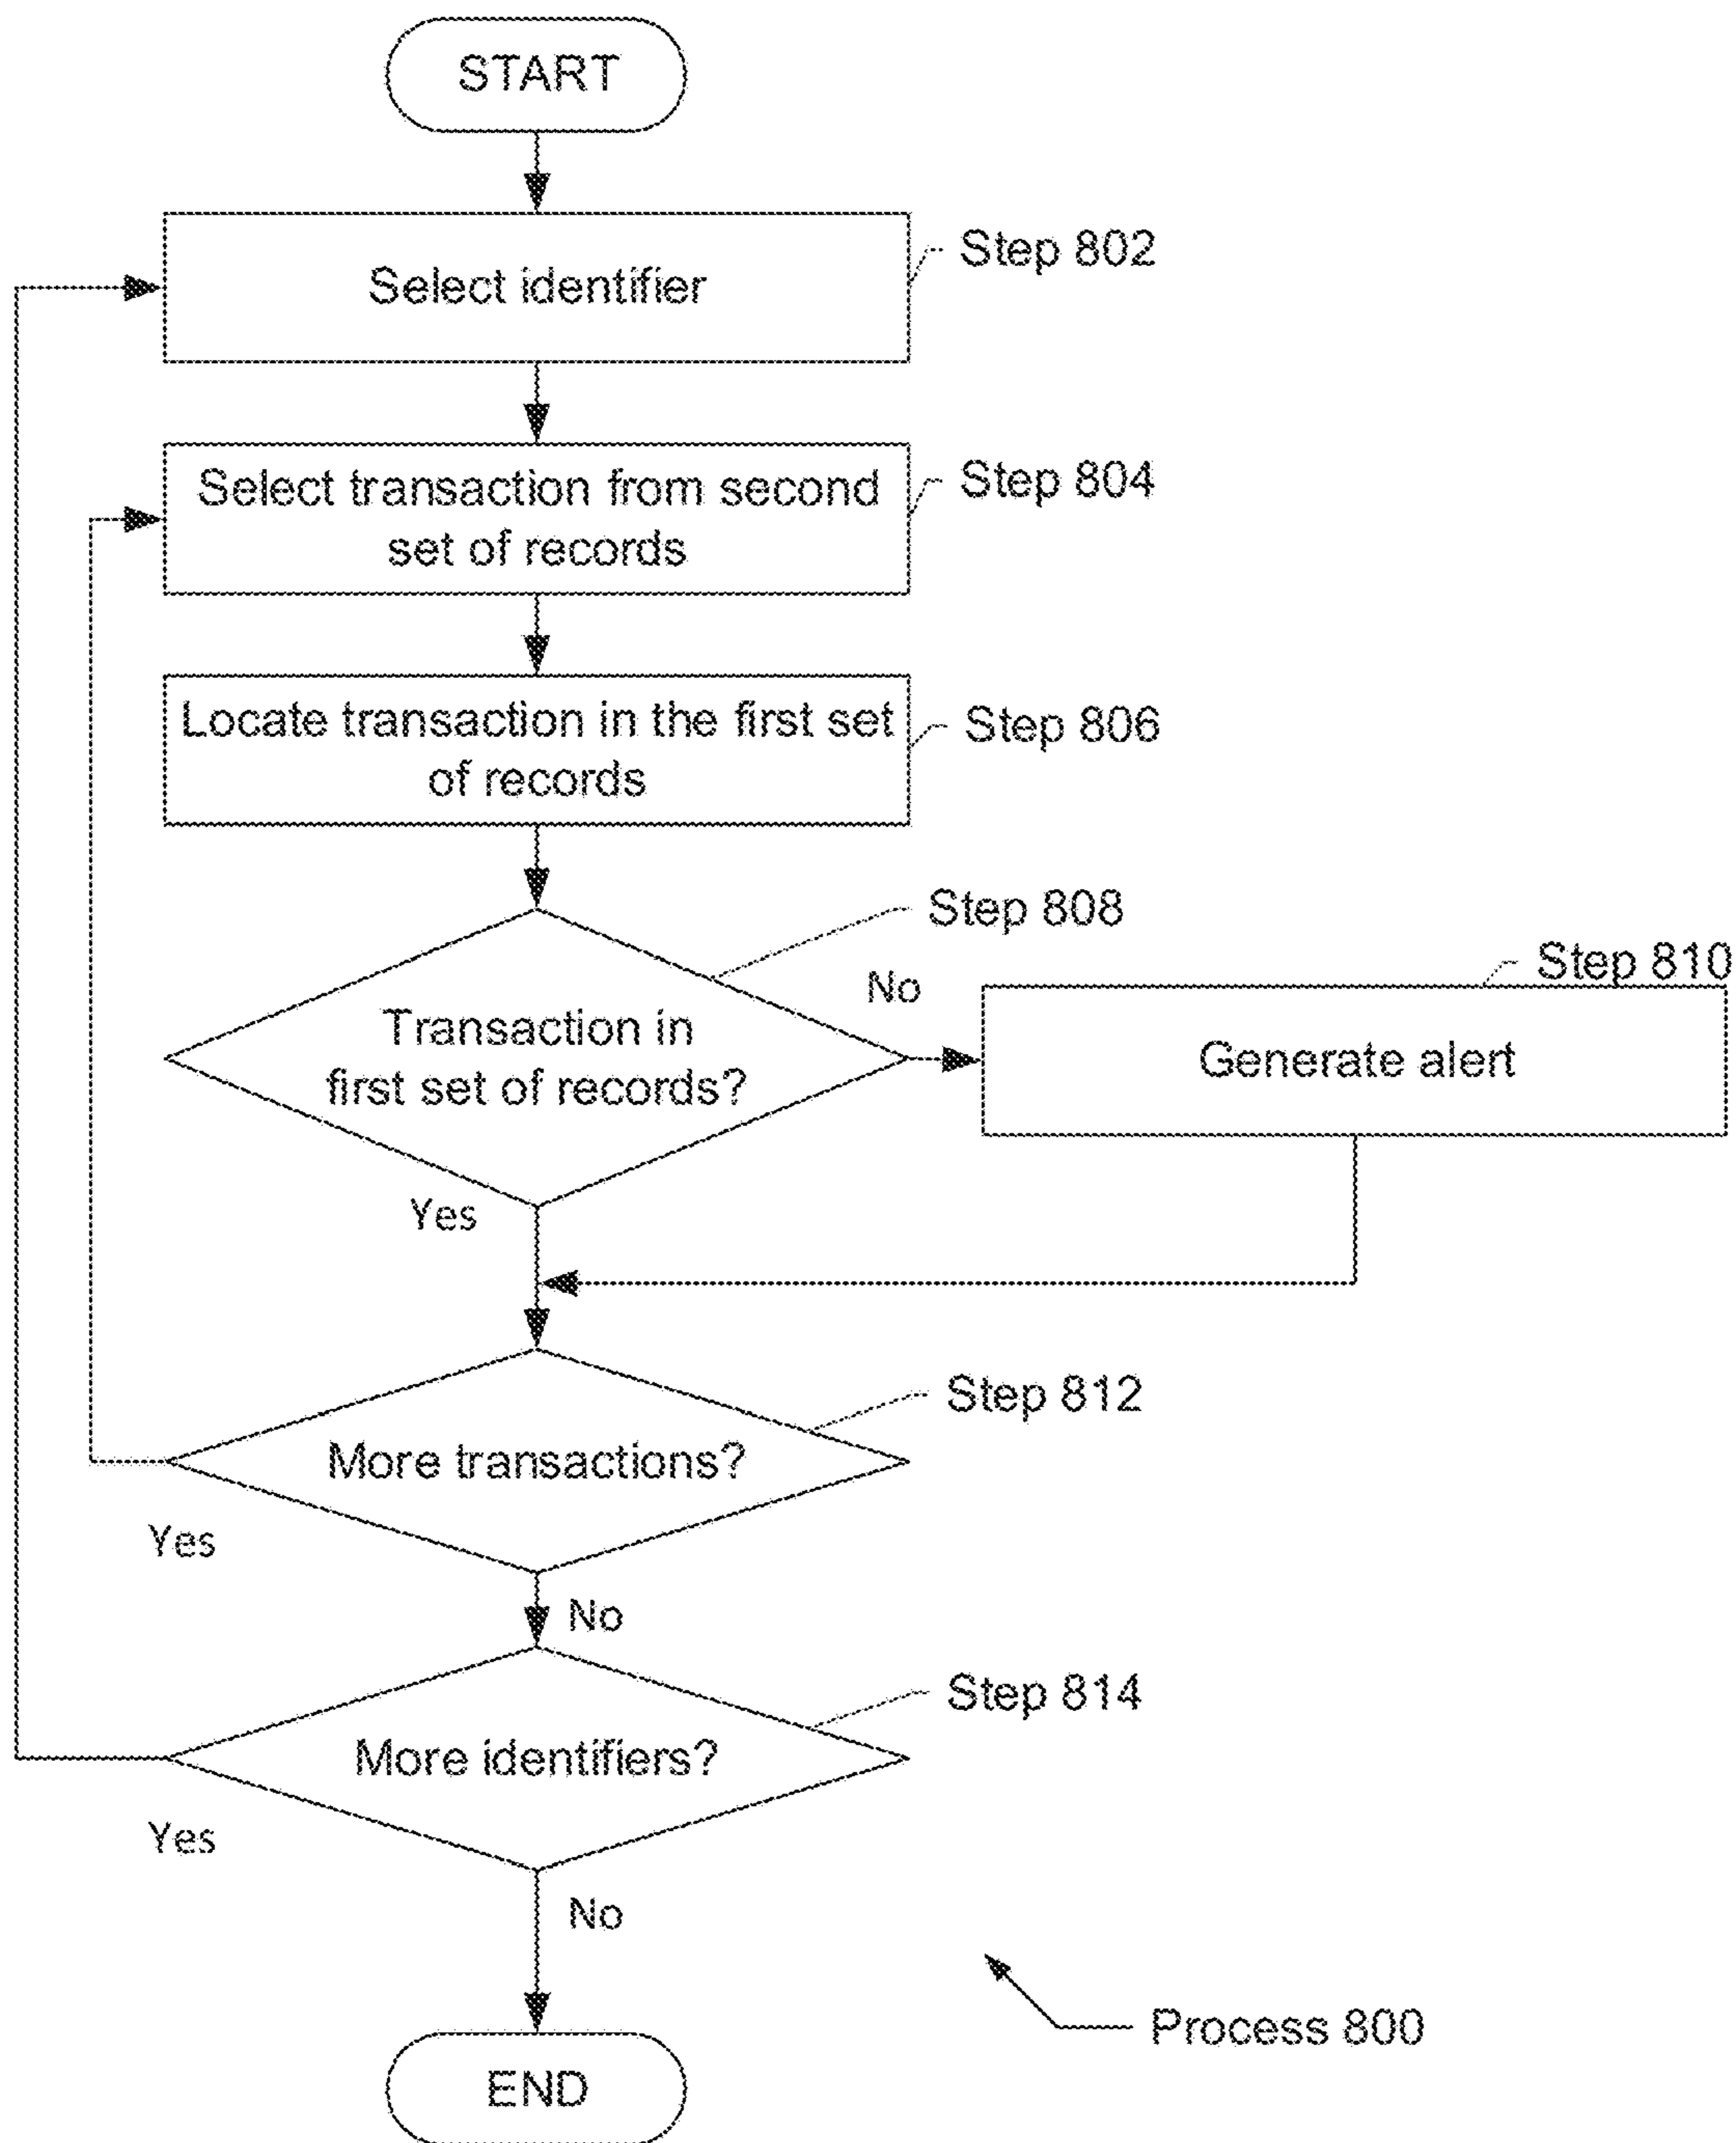 START
Select identifier
Step 802
Select transaction from second
set of records
Step 804
Locate transaction in the first set
of records
Step 806
Step 808
Transaction in
first set of records?
No
Step 810
Generate alert
Yes
Step 812
More transactions?
Yes
No
Step 814
More identifiers?
Yes
No
Process 800
END